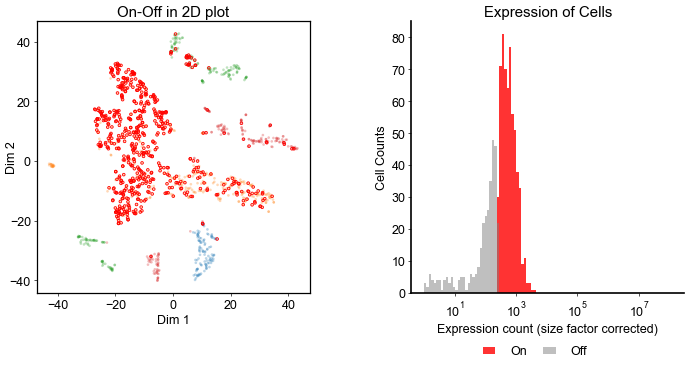 On-Off in 2D plot
Dim 2
40
20
0
−20
−40
−40 −20 0 20 40
Dim 1
Expression of Cells
Cell Counts
80
70
60
50
40
30
20
10
0
10^1 10^3 10^5 10^7
Expression count (size factor corrected)
On Off